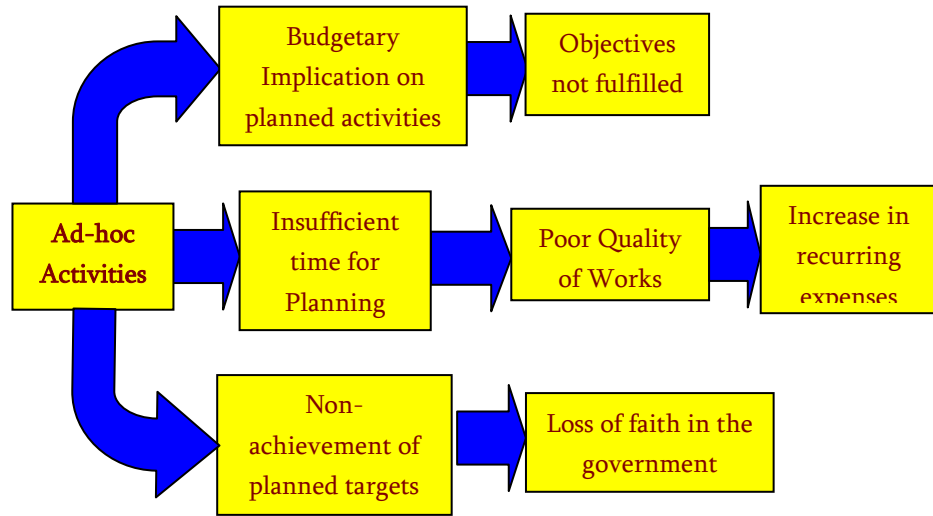 Budgetary
Implication on
planned activities
Objectives
not fulfilled
Ad-hoc
Activities
Insufficient
time for
Planning
Poor Quality
of Works
Increase in
recurring
expenses
Non-
achievement of
planned targets
Loss of faith in the
government